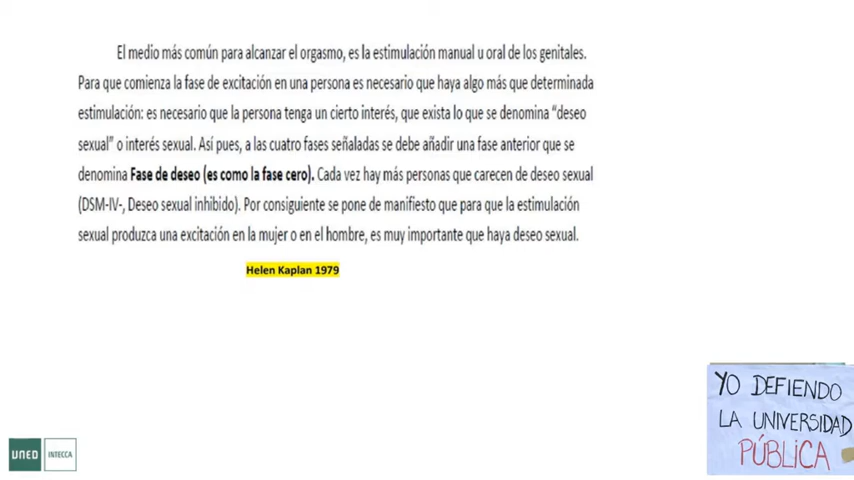 El medio más común para alcanzar el orgasmo, es la estimulación manual u oral de los genitales.
Para que comienza la fase de excitación en una persona es necesario que haya algo más que determinada
estimulación: es necesario que la persona tenga un cierto interés, que exista lo que se denomina “deseo
sexual” o interés sexual. Así pues, a las cuatro fases señaladas se debe añadir una fase anterior que se
denomina Fase de deseo (es como la fase cero). Cada vez hay más personas que carecen de deseo sexual
(DSM-IV-, Deseo sexual inhibido). Por consiguiente se pone de manifiesto que para que la estimulación
sexual produzca una excitación en la mujer o en el hombre, es muy importante que haya deseo sexual.
Helen Kaplan 1979
YO DEFIENDO
LA UNIVERSIDAD
PÚBLICA
UNED INTECCA